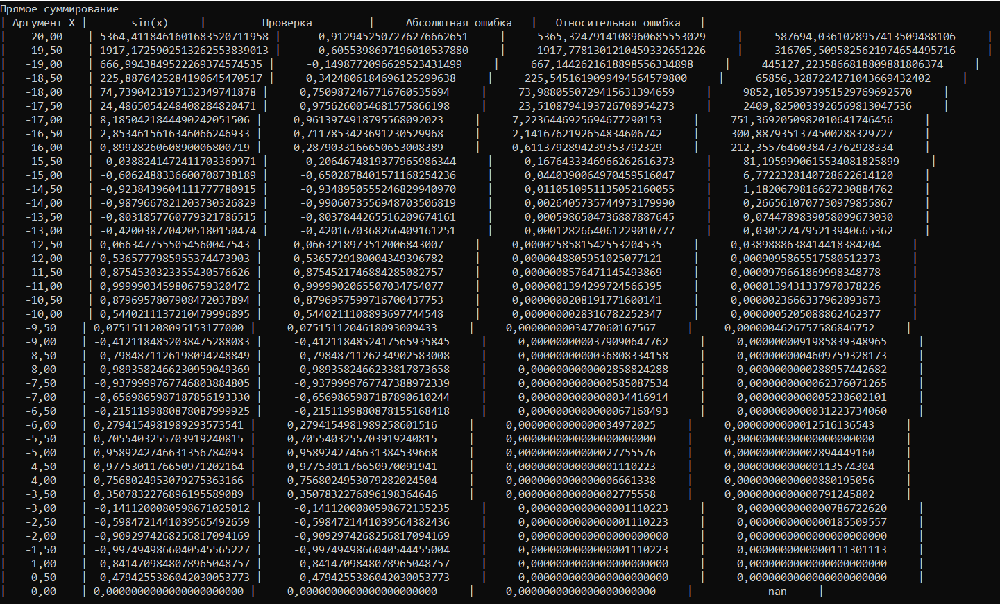 Прямое суммирование
| Аргумент X | sin(x) | Проверка | Абсолютная ошибка | Относительная ошибка |
| -20,00 | 5364,4118461601683520711958 | -0,9129452507276276662651 | 5365,3247914108960685553029 | 587694,0361028957413509488106 |
| -19,50 | 1917,1725902513262553839013 | -0,6055398697196010537880 | 1917,7781301210459332651226 | 316705,5095825621974654495716 |
| -19,00 | 666,9943849522269374574535 | -0,1498772096629523431499 | 667,1442621618898556334898 | 445127,2235866818809881806374 |
| -18,50 | 225,8876425284190645470517 | 0,3424806184696125299638 | 225,5451619099494564579800 | 65856,3287224271043669432402 |
| -18,00 | 74,7390423197132349741878 | 0,7509872467716760535694 | 73,9880550729415631394659 | 9852,1053973951529769692570 |
| -17,50 | 24,4865054248408284820471 | 0,9756260054681575866198 | 23,5108794193726708954273 | 2409,8250033926569813047536 |
| -17,00 | 8,1850421844490242051506 | 0,9613974918795568092023 | 7,2236446925694677290153 | 751,3692050982010641746456 |
| -16,50 | 2,8534615616346066246933 | 0,7117853423691230529968 | 2,1416762192654834606742 | 300,8879351374500288329727 |
| -16,00 | 0,8992826060890006800719 | 0,2879033166650653008389 | 0,6113792894239353792329 | 212,3557646038473762928334 |
| -15,50 | -0,0388241472411703369971 | -0,2064674819377965986344 | 0,1676433346966262616373 | 81,1959990615534081825899 |
| -15,00 | -0,6062488336600708738189 | -0,6502878401571168254236 | 0,0440390064970459516047 | 6,7722328140728622614120 |
| -14,50 | -0,9238439604111777780915 | -0,9348950555246829940970 | 0,0110510951135052160055 | 1,1820679816627230884762 |
| -14,00 | -0,9879667821203730326829 | -0,9906073556948703506819 | 0,0026405735744973179990 | 0,2665610707730979855867 |
| -13,50 | -0,8031857760779321786515 | -0,8037844265516209674161 | 0,0005986504736887887645 | 0,0744789839058099673030 |
| -13,00 | -0,4200387704205180150474 | -0,4201670368266409161251 | 0,0001282664061229010777 | 0,0305274795213940665362 |
| -12,50 | 0,0663477555054560047543 | 0,0663218973512006843007 | 0,0000258581542553204535 | 0,0389888638414418384204 |
| -12,00 | 0,5365777985955374473903 | 0,5365729180004349396782 | 0,0000048805951025077121 | 0,0009095865517580512373 |
| -11,50 | 0,8754530323355430576626 | 0,8754521746884285082757 | 0,0000008576471145493869 | 0,0000979661869998348778 |
| -11,00 | 0,9999903459806759320472 | 0,9999902065507034754077 | 0,0000001394299724566395 | 0,0000139431337970378226 |
| -10,50 | 0,8796957807908472037894 | 0,8796957599716700437753 | 0,0000000208191771600141 | 0,0000023666337962893673 |
| -10,00 | 0,5440211137210479996895 | 0,5440211108893697744548 | 0,0000000028316782252347 | 0,0000005205088862462377 |
| -9,50 | 0,0751511208095153177000 | 0,0751511204618093009433 | 0,0000000003477060167567 | 0,0000004626757586846752 |
| -9,00 | -0,4121184852038475288083 | -0,4121184852417565935845 | 0,0000000000379090647762 | 0,0000000091985839348965 |
| -8,50 | -0,7984871126198094248849 | -0,7984871126234902583008 | 0,0000000000036808334158 | 0,0000000004609759328173 |
| -8,00 | -0,9893582466230959049369 | -0,9893582466233817873658 | 0,0000000000002858824288 | 0,0000000000288957442682 |
| -7,50 | -0,9379999767746803884805 | -0,9379999767747388972339 | 0,0000000000000585087534 | 0,0000000000062376071265 |
| -7,00 | -0,6569865987187856193330 | -0,6569865987187890610244 | 0,0000000000000034416914 | 0,0000000000005238602101 |
| -6,50 | -0,2151199880878087999925 | -0,2151199880878155168418 | 0,0000000000000067168493 | 0,0000000000031223734060 |
| -6,00 | 0,2794154981989293573541 | 0,2794154981989258601516 | 0,0000000000000034972025 | 0,0000000000012516136543 |
| -5,50 | 0,7055403255703919240815 | 0,7055403255703919240815 | 0,0000000000000000000000 | 0,0000000000000000000000 |
| -5,00 | 0,9589242746631356784093 | 0,9589242746631384539668 | 0,0000000000000027755576 | 0,0000000000002894449160 |
| -4,50 | 0,9775301176650971202164 | 0,9775301176650970091941 | 0,0000000000000001110223 | 0,0000000000000113574304 |
| -4,00 | 0,7568024953079275363166 | 0,7568024953079282024504 | 0,0000000000000006661338 | 0,0000000000000880195056 |
| -3,50 | 0,3507832276896195589089 | 0,3507832276896198364646 | 0,0000000000000002775558 | 0,0000000000000791245802 |
| -3,00 | -0,1411200080598671025012 | -0,1411200080598672135235 | 0,0000000000000001110223 | 0,0000000000000786722620 |
| -2,50 | -0,5984721441039565492659 | -0,5984721441039564382436 | 0,0000000000000001110223 | 0,0000000000000185509557 |
| -2,00 | -0,9092974268256817094169 | -0,9092974268256817094169 | 0,0000000000000000000000 | 0,0000000000000000000000 |
| -1,50 | -0,9974949866040545565227 | -0,9974949866040544455004 | 0,0000000000000001110223 | 0,0000000000000111301113 |
| -1,00 | -0,8414709848078965048757 | -0,8414709848078965048757 | 0,0000000000000000000000 | 0,0000000000000000000000 |
| -0,50 | -0,4794255386042030053773 | -0,4794255386042030053773 | 0,0000000000000000000000 | 0,0000000000000000000000 |
| 0,00 | 0,0000000000000000000000 | 0,0000000000000000000000 | 0,0000000000000000000000 | nan |